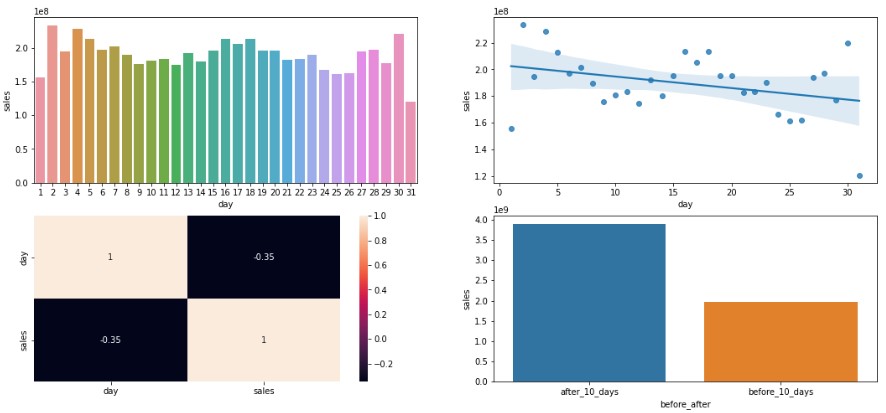 1e8
sales
2.0
1.5
1.0
0.5
0.0
1 2 3 4 5 6 7 8 9 10 11 12 13 14 15 16 17 18 19 20 21 22 23 24 25 26 27 28 29 30 31
day
1e8
sales
2.2
2.0
1.8
1.6
1.4
1.2
0 5 10 15 20 25 30
day
day
sales
1 -0.35
-0.35 1
day sales
1.0
0.8
0.6
0.4
0.2
0.0
−0.2
1e9
sales
4.0
3.5
3.0
2.5
2.0
1.5
1.0
0.5
0.0
after_10_days before_10_days
before_after